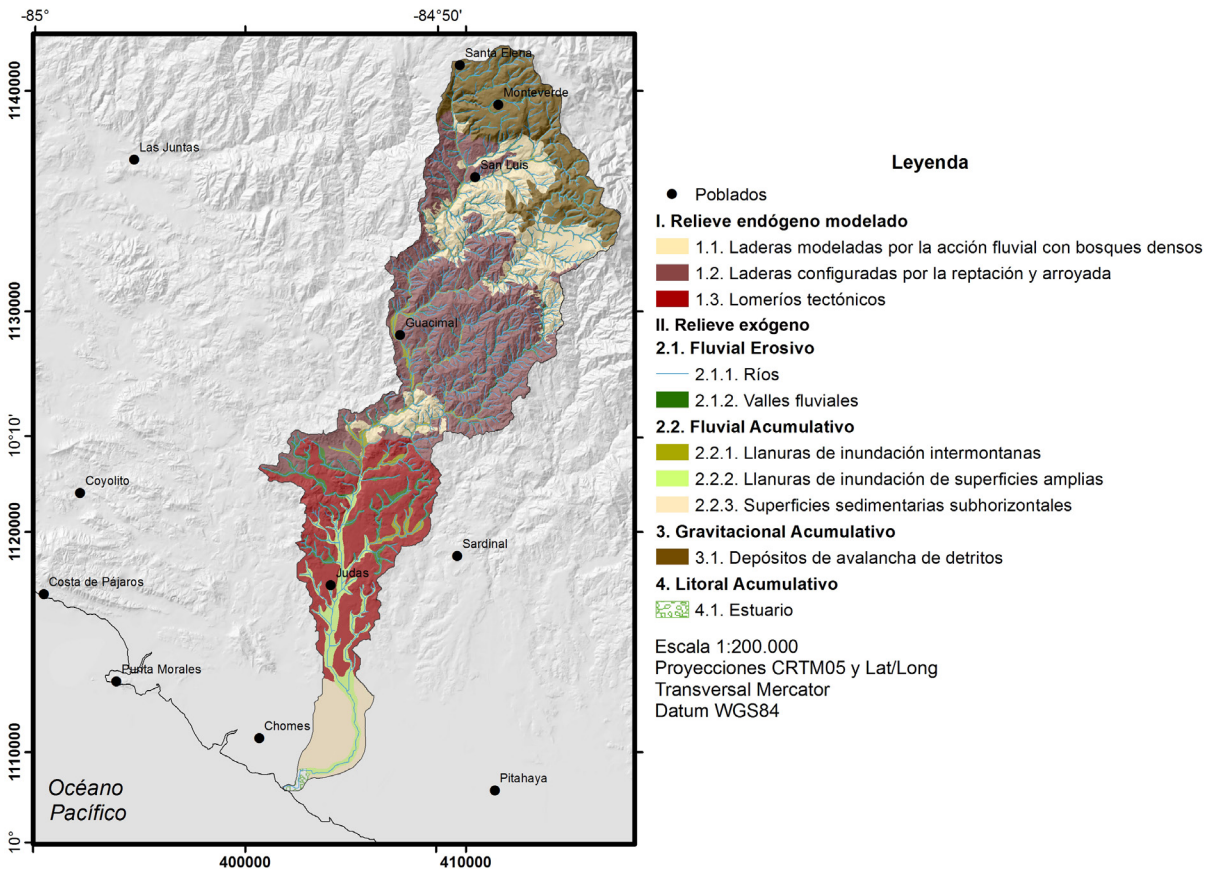 -85°
-84°50'
1140000
1130000
10°10'
1120000
1110000
10°
400000
410000
Santa Elena
Monteverde
Las Juntas
San Luis
Guacimal
Coyolito
Sardinal
Judas
Costa de Pájaros
Punta Morales
Chomes
Pitahaya
Océano
Pacífico
Leyenda
Poblados
I. Relieve endógeno modelado
1.1. Laderas modeladas por la acción fluvial con bosques densos
1.2. Laderas configuradas por la reptación y arroyada
1.3. Lomeríos tectónicos
II. Relieve exógeno
2.1. Fluvial Erosivo
2.1.1. Ríos
2.1.2. Valles fluviales
2.2. Fluvial Acumulativo
2.2.1. Llanuras de inundación intermontanas
2.2.2. Llanuras de inundación de superficies amplias
2.2.3. Superficies sedimentarias subhorizontales
3. Gravitacional Acumulativo
3.1. Depósitos de avalancha de detritos
4. Litoral Acumulativo
4.1. Estuario
Escala 1:200.000
Proyecciones CRTM05 y Lat/Long
Transversal Mercator
Datum WGS84